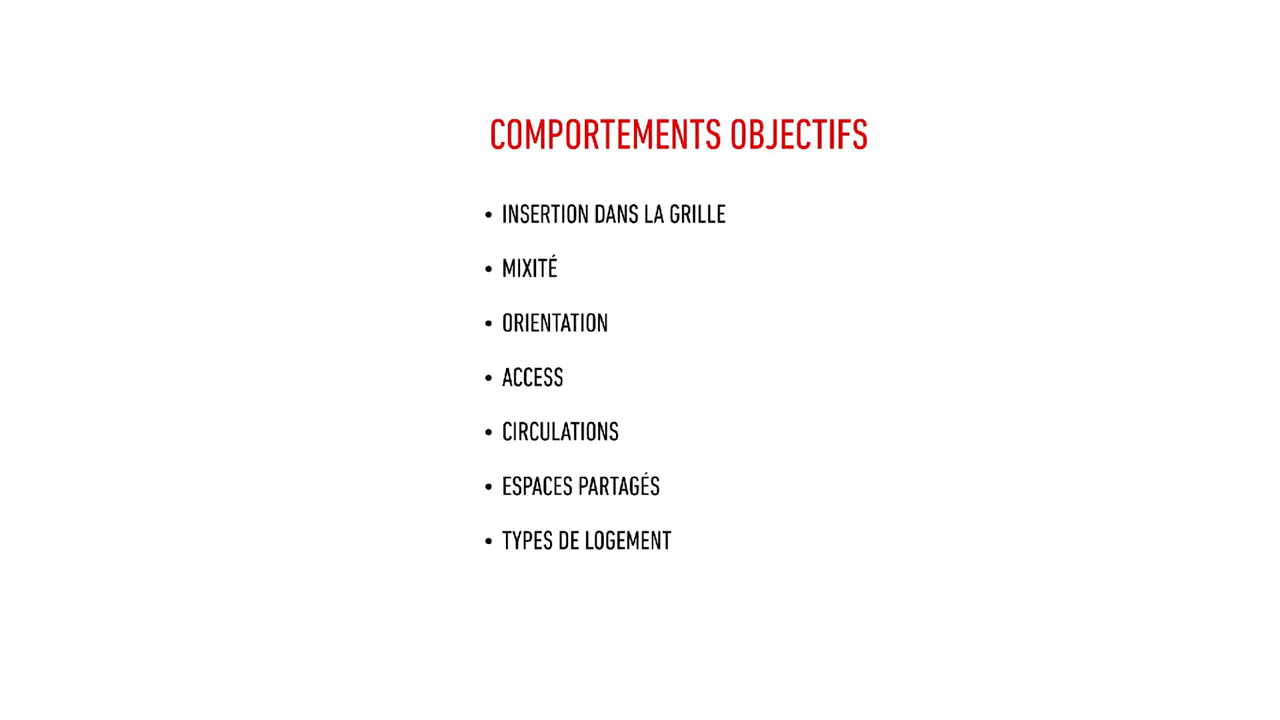 COMPORTEMENTS OBJECTIFS
• INSERTION DANS LA GRILLE
• MIXITÉ
• ORIENTATION
• ACCESS
• CIRCULATIONS
• ESPACES PARTAGÉS
• TYPES DE LOGEMENT